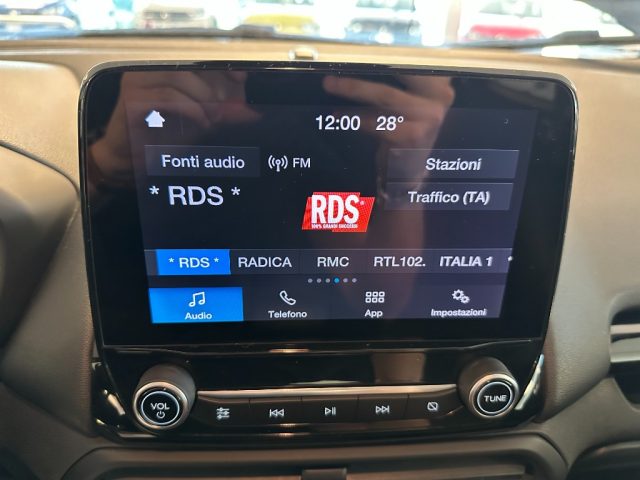 12:00 28°
Fonti audio FM Stazioni
* RDS * RDS Traffico (TA)
100% GRANDI SUCCESSI
* RDS * RADICA RMC RTL102. ITALIA 1 *
Audio Telefono App Impostazioni
VOL TUNE